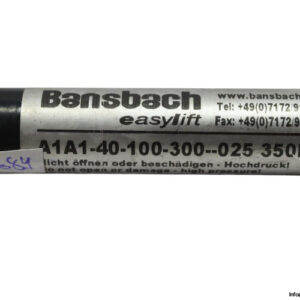 Bansbach
easylift
www.bansbach
Tel: +49(0)7172.9
Fax: +49(0)7172.9
A1A1-40-100-300--025 350
Nicht öffnen oder beschädigen - Hochdruck!
Do not open or damage - high pressure!